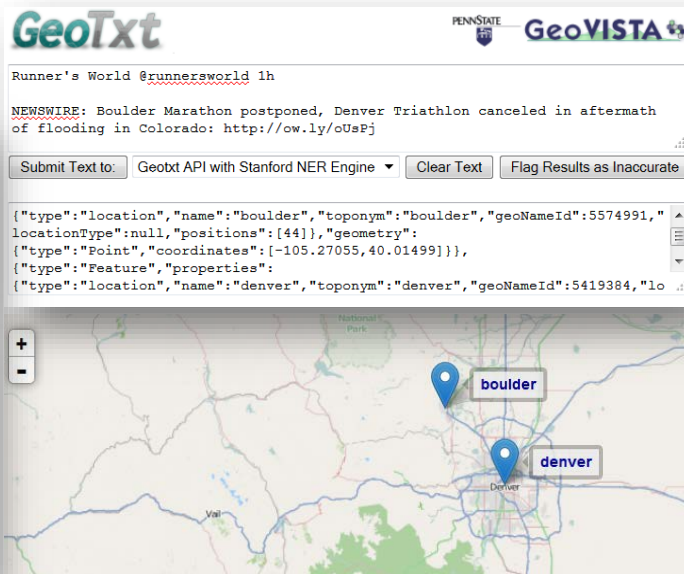 GeoTxt
PENNSTATE
GeoVISTA
Runner's World @runnersworld 1h
NEWSWIRE: Boulder Marathon postponed, Denver Triathlon canceled in aftermath
of flooding in Colorado: http://ow.ly/oUsPj
Submit Text to: Geotxt API with Stanford NER Engine Clear Text Flag Results as Inaccurate
{"type":"location","name":"boulder","toponym":"boulder","geoNameId":5574991,"
locationType":null,"positions":[44]},"geometry":
{"type":"Point","coordinates":[-105.27055,40.01499]}},
{"type":"Feature","properties":
{"type":"location","name":"denver","toponym":"denver","geoNameId":5419384,"lo
National
Park
+
-
boulder
denver
Denver
Vail